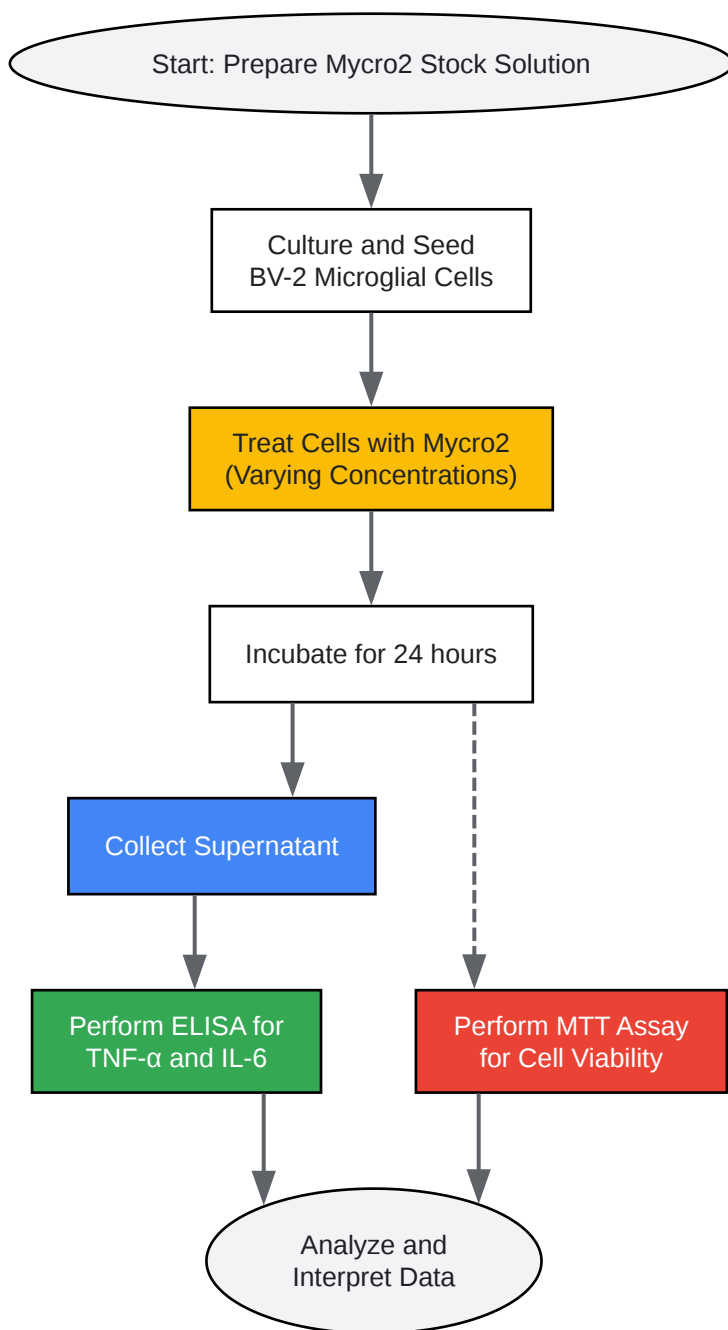 Start: Prepare Mycro2 Stock Solution
Culture and Seed
BV-2 Microglial Cells
Treat Cells with Mycro2
(Varying Concentrations)
Incubate for 24 hours
Collect Supernatant
Perform ELISA for
TNF-α and IL-6
Perform MTT Assay
for Cell Viability
Analyze and
Interpret Data